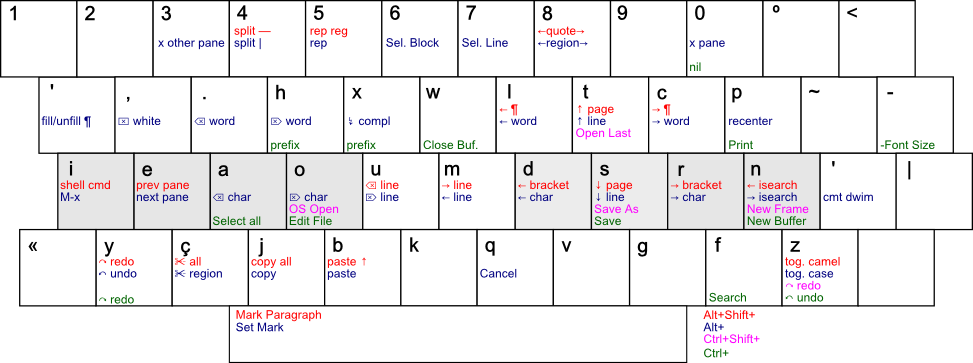 1 2 3 4 5 6 7 8 9 0 º <
split — rep reg ←quote→
x other pane split | rep Sel. Block Sel. Line ←region→ x pane
nil
' , . h x w l t c p ~ -
← ¶ ↑ page → ¶
fill/unfill ¶ ⌦ white ⌫ word ⌦ word ↯ compl ← word ↑ line → word recenter
Open Last
prefix prefix Close Buf. Print -Font Size
i e a o u m d s r n ' |
shell cmd prev pane ⌫ line → line ← bracket ↓ page → bracket ← isearch
M-x next pane ⌫ char ⌦ char ⌦ line ← line ← char ↓ line → char → isearch cmt dwim
OS Open Save As New Frame
Select all Edit File Save New Buffer
« y ç j b k q v g f z
↷ redo ✂ all copy all paste ↑ tog. camel
↶ undo ✂ region copy paste Cancel tog. case
↷ redo
↷ redo Search ↶ undo
Mark Paragraph Alt+Shift+
Set Mark Alt+
Ctrl+Shift+
Ctrl+